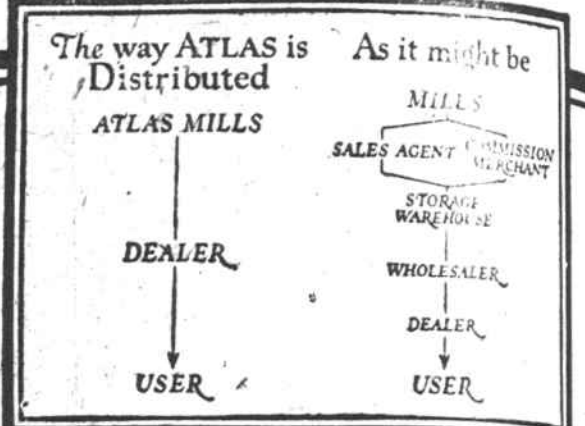 The way ATLAS is
Distributed
ATLAS MILLS
DEALER
USER
As it might be
MILLS
SALES AGENT
COMMISSION
MERCHANT
STORAGE
WAREHOUSE
WHOLESALER
DEALER
USER